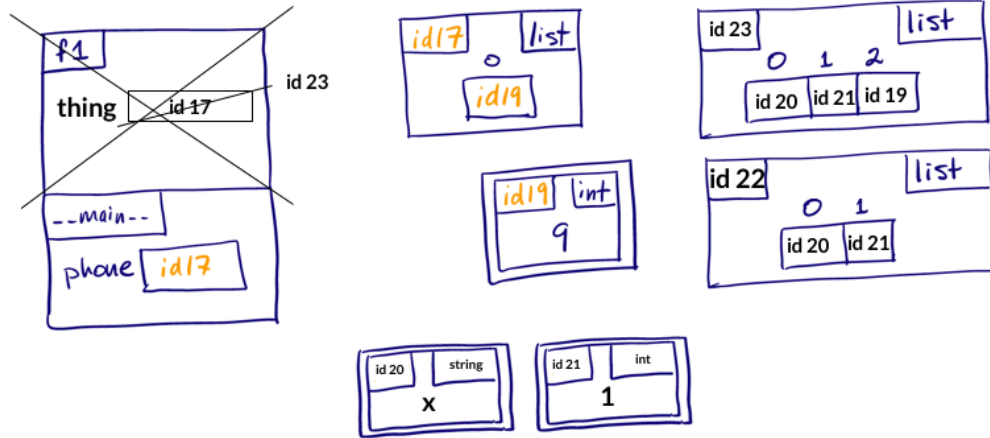 f1
thing id 17 id 23
--main--
phone id17
id17 list
0
id19
id 23 list
0 1 2
id 20 id 21 id 19
id19 int
9
id 22 list
0 1
id 20 id 21
id 20 string
x
id 21 int
1